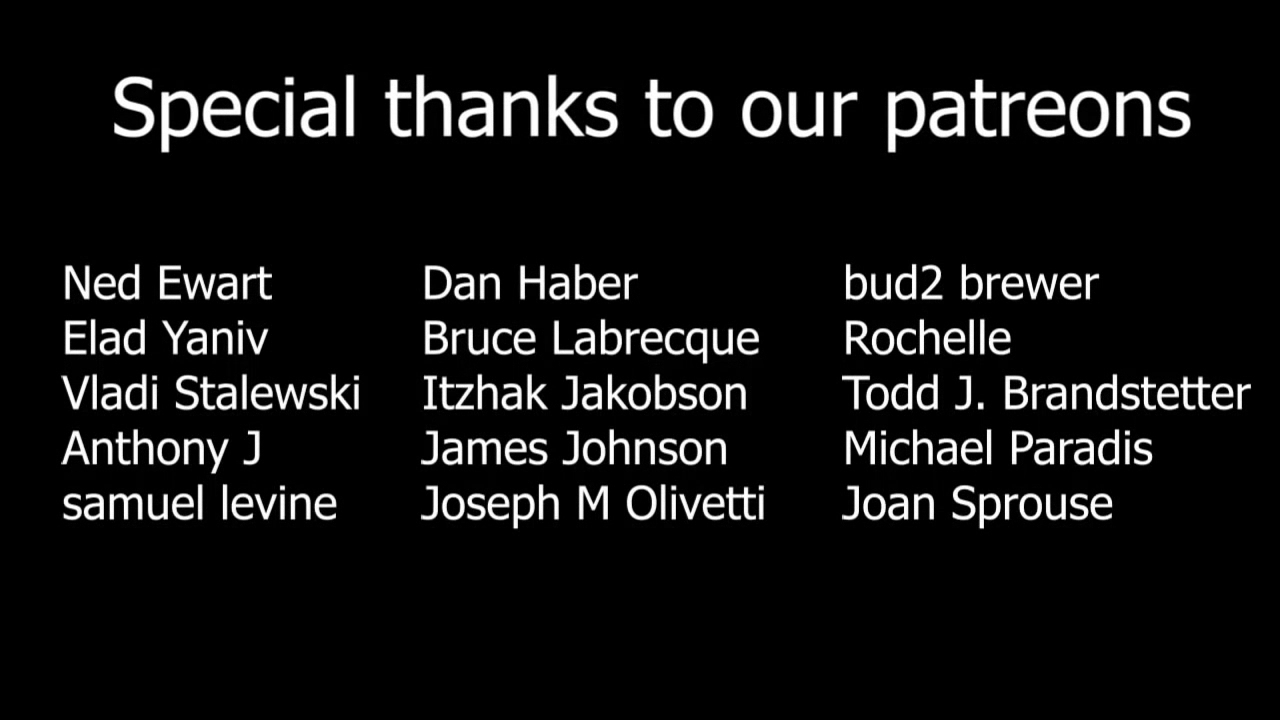 Special thanks to our patreons
Ned Ewart
Elad Yaniv
Vladi Stalewski
Anthony J
samuel levine
Dan Haber
Bruce Labrecque
Itzhak Jakobson
James Johnson
Joseph M Olivetti
bud2 brewer
Rochelle
Todd J. Brandstetter
Michael Paradis
Joan Sprouse